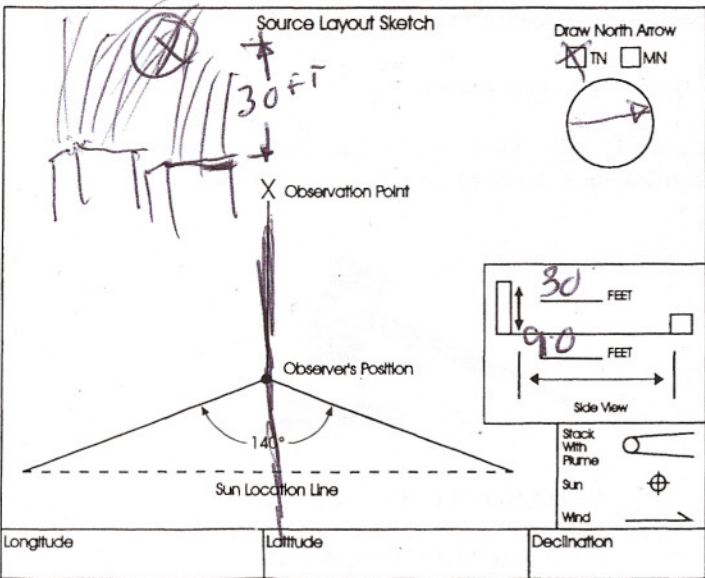 Source Layout Sketch
Draw North Arrow
X TN MN
X
30 FT
X Observation Point
30 FEET
90 FEET
Side View
Observer's Position
140°
Sun Location Line
Stack With Plume
Sun
Wind
Longitude
Latitude
Declination